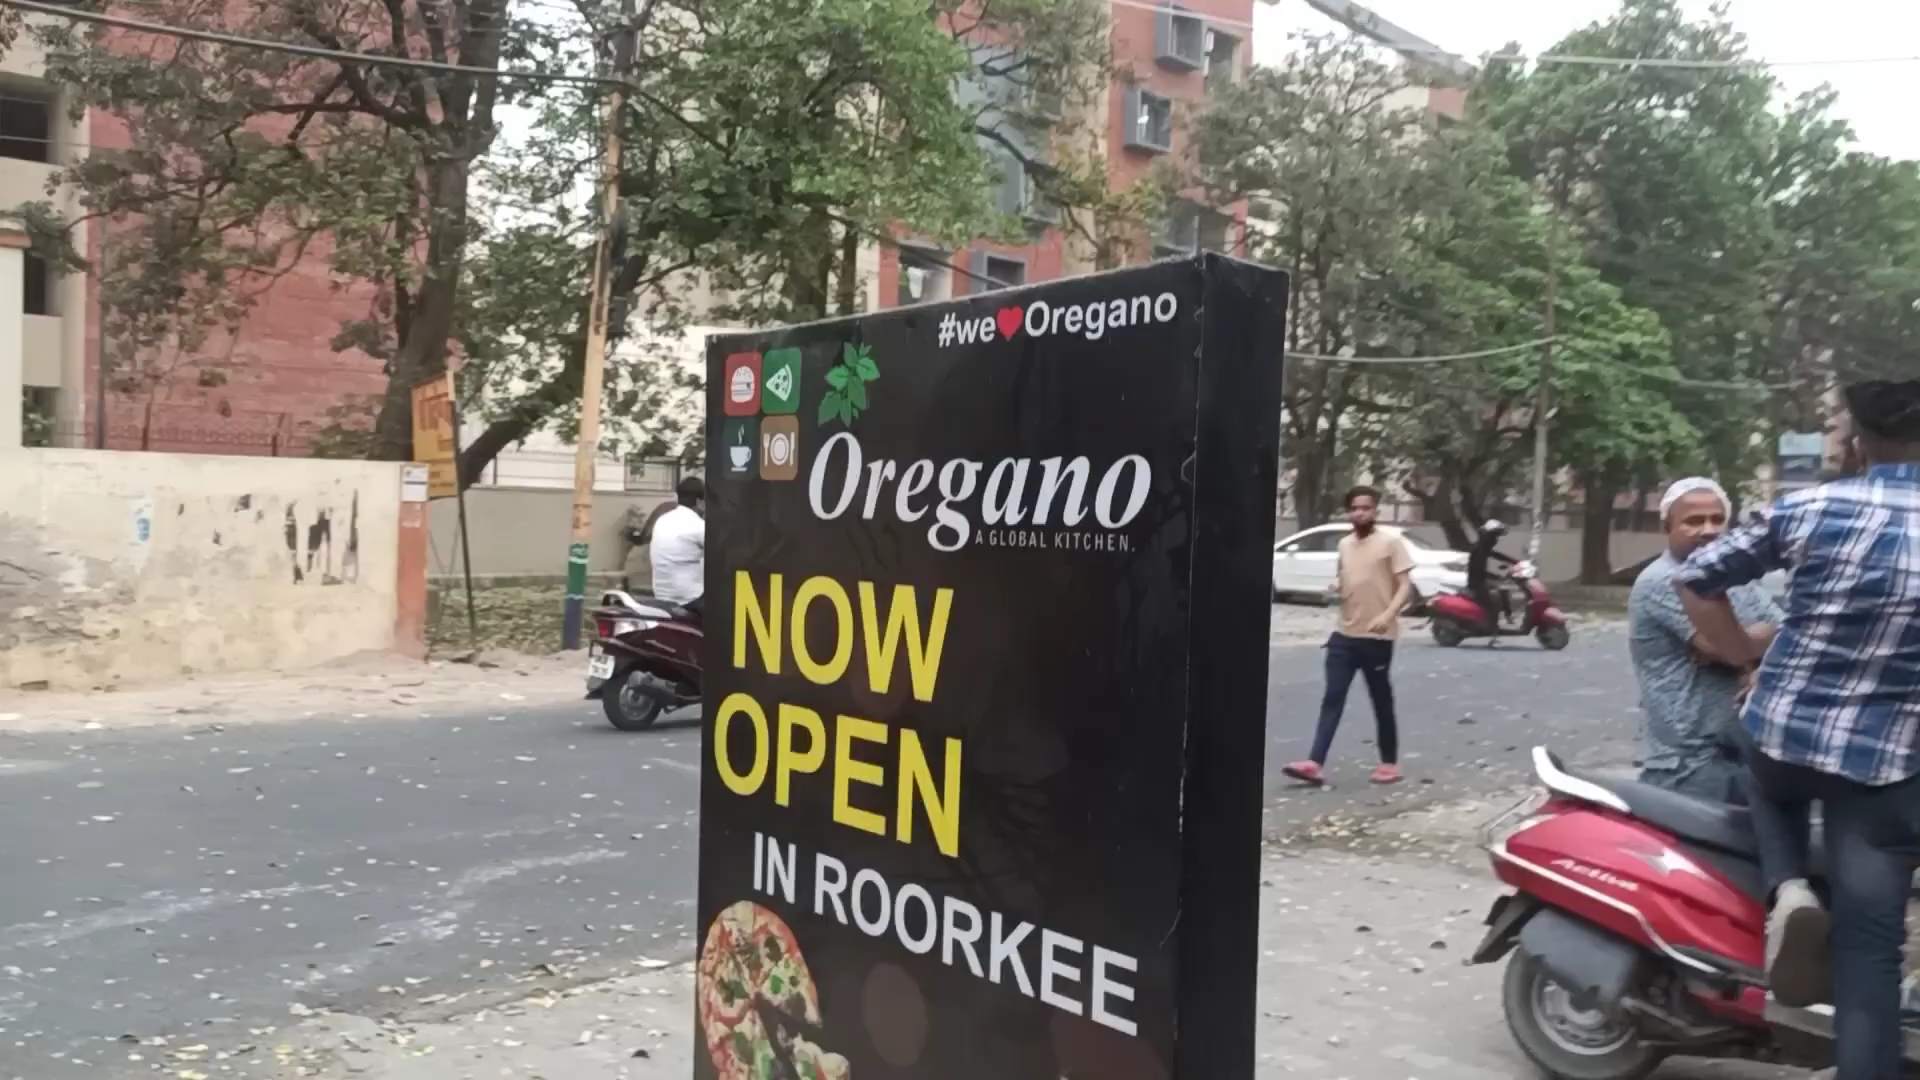 #we❤Oregano
Oregano
A GLOBAL KITCHEN.
NOW
OPEN
IN ROORKEE
Activa